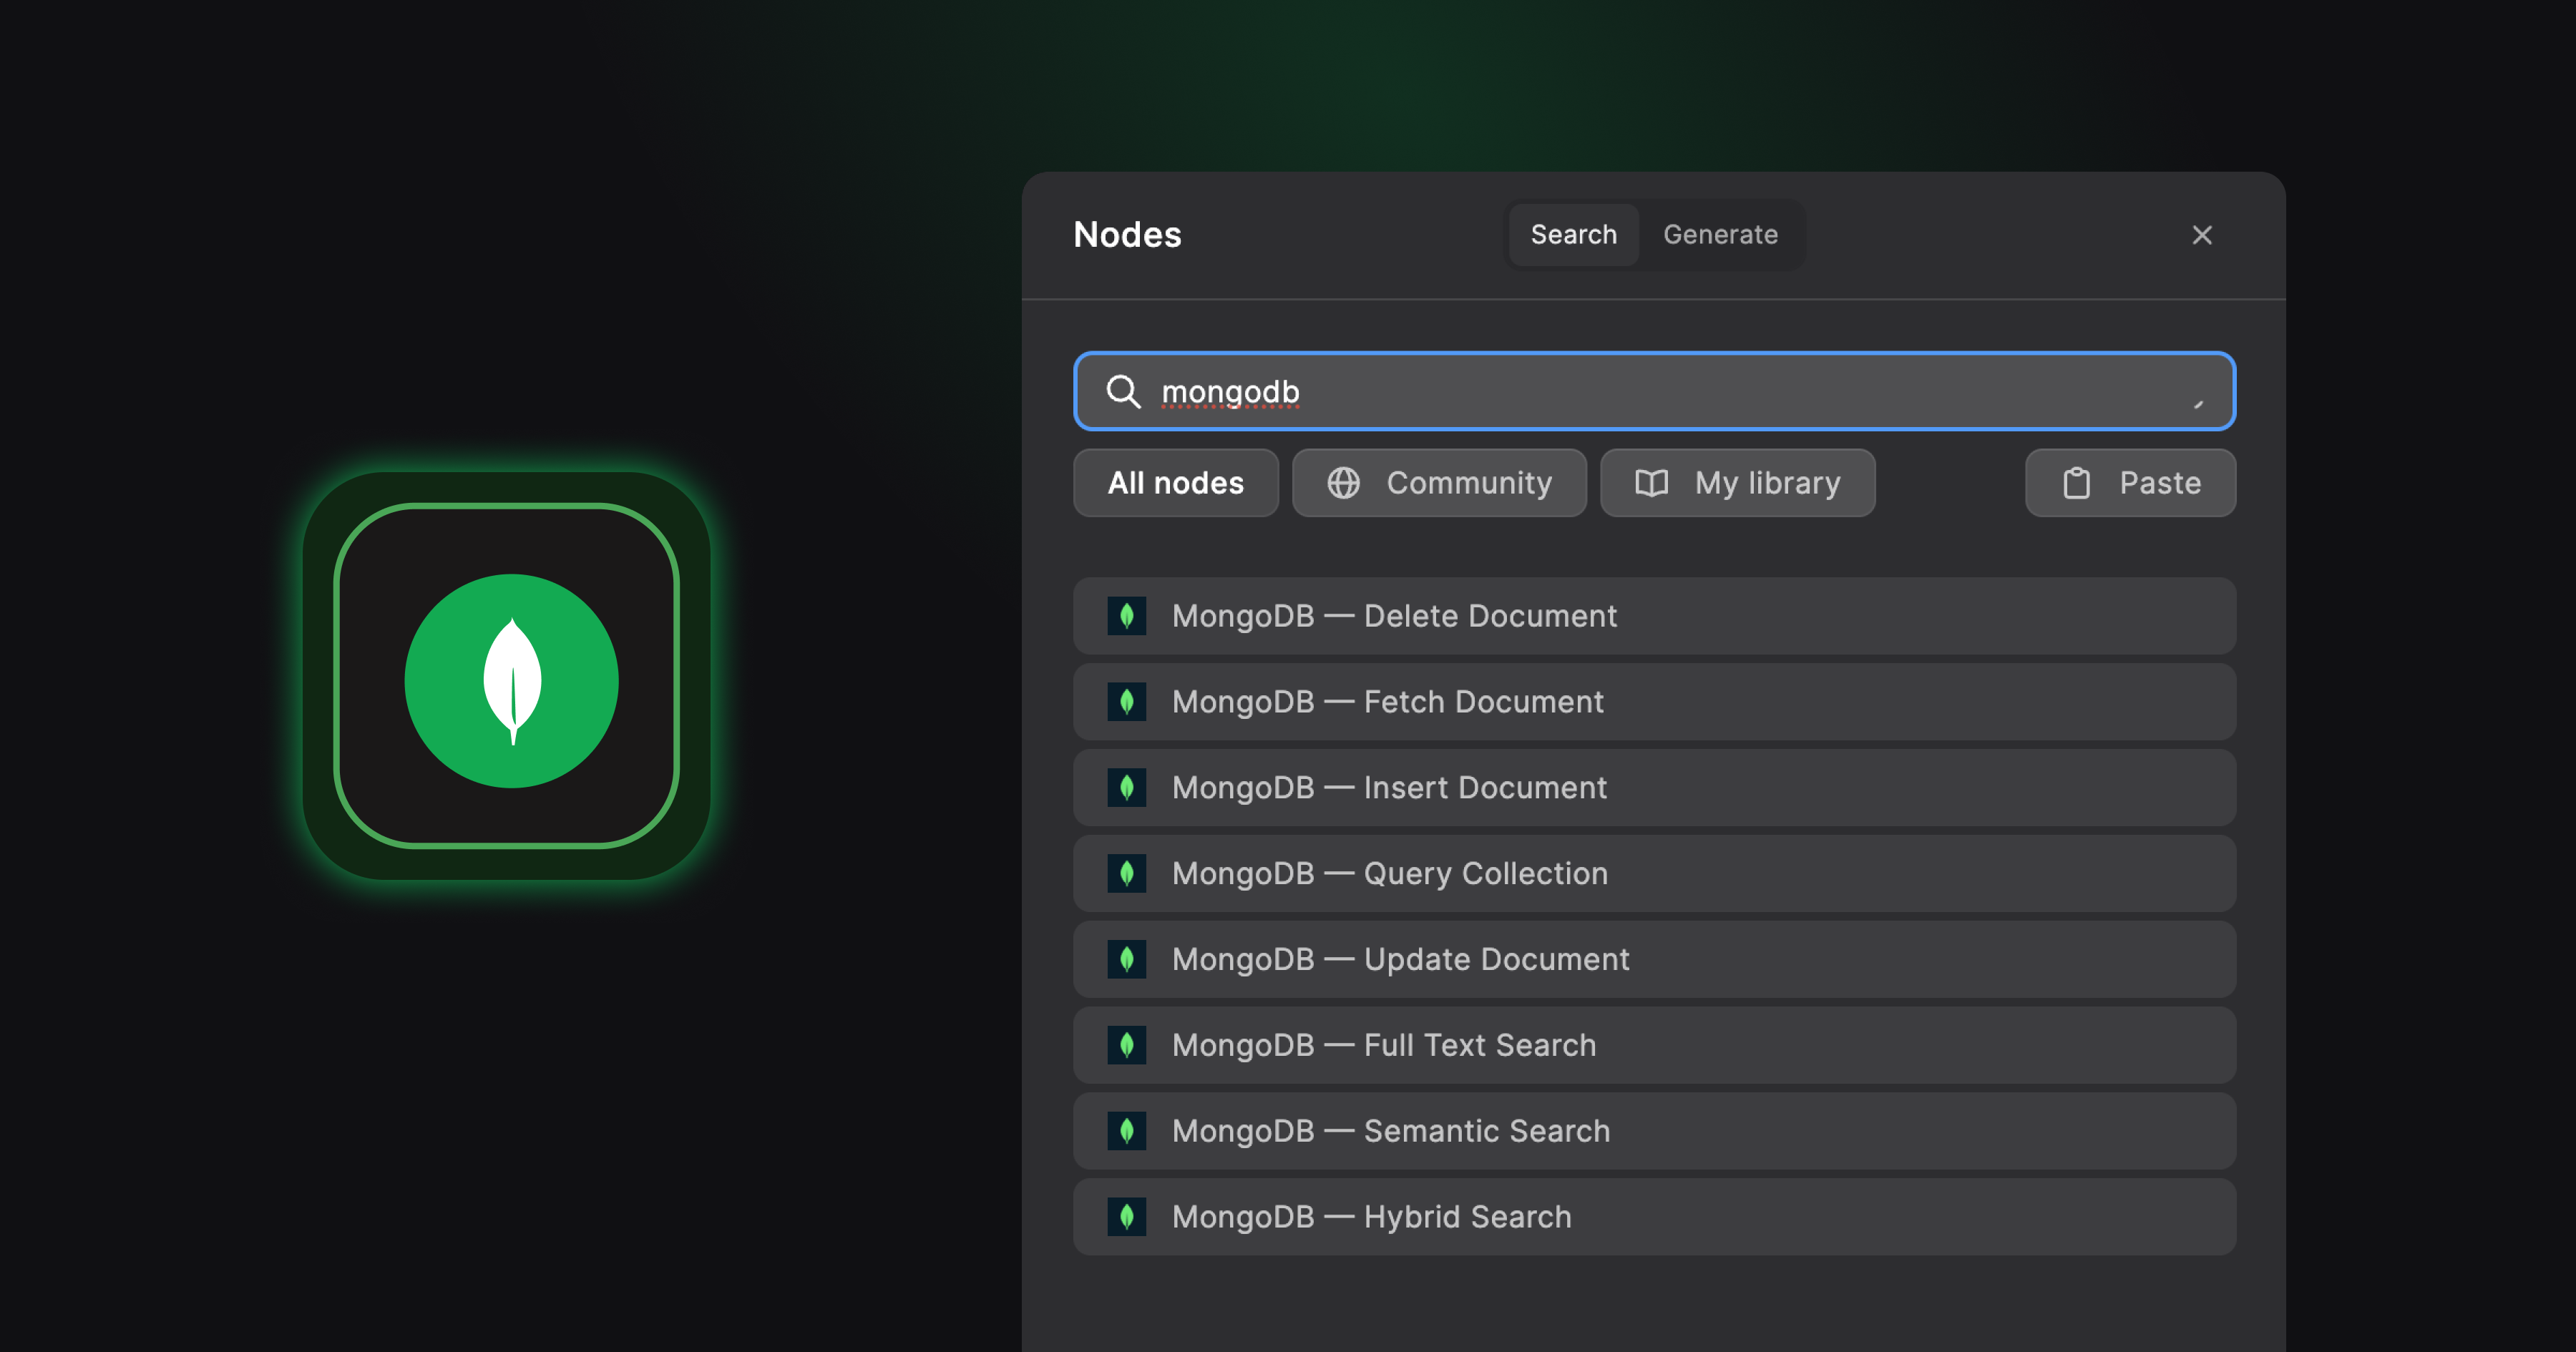 Nodes
Search Generate
mongodb
All nodes Community My library Paste
MongoDB — Delete Document
MongoDB — Fetch Document
MongoDB — Insert Document
MongoDB — Query Collection
MongoDB — Update Document
MongoDB — Full Text Search
MongoDB — Semantic Search
MongoDB — Hybrid Search